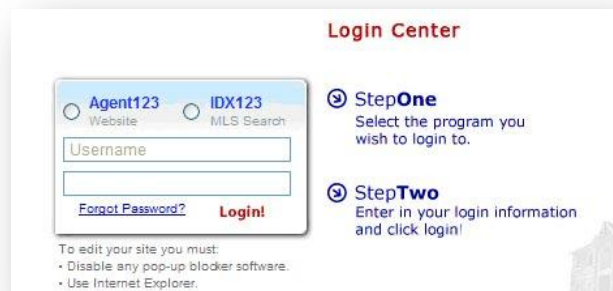 Login Center
Agent123
Website
IDX123
MLS Search
Username
Forgot Password?
Login!
To edit your site you must:
• Disable any pop-up blocker software.
• Use Internet Explorer.
StepOne
Select the program you
wish to login to.
StepTwo
Enter in your login information
and click login!